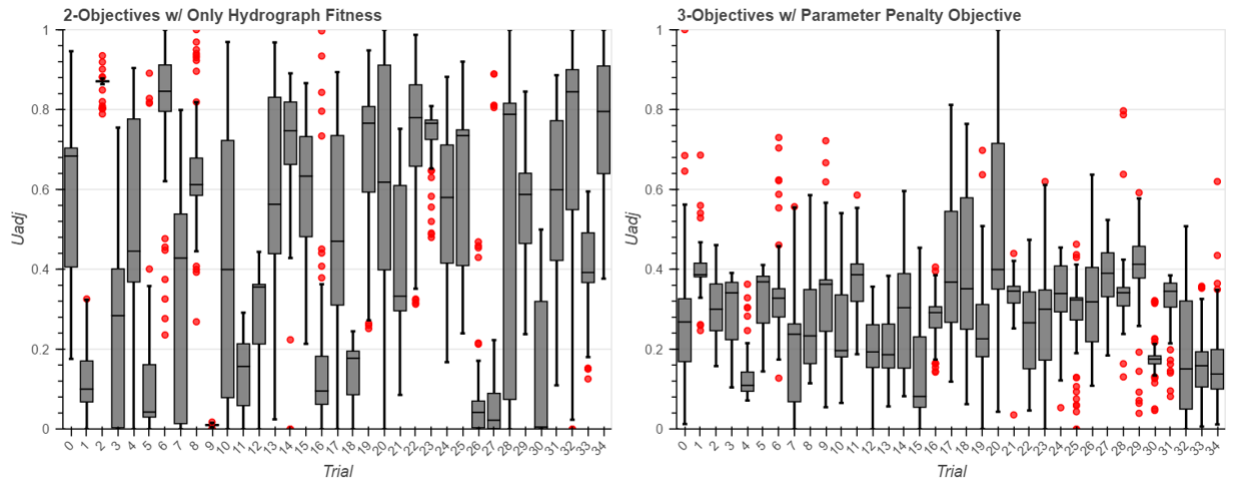 2-Objectives w/ Only Hydrograph Fitness
1
0.8
0.6
0.4
0.2
0
Uadj
0 1 2 3 4 5 6 7 8 9 10 11 12 13 14 15 16 17 18 19 20 21 22 23 24 25 26 27 28 29 30 31 32 33 34
Trial
3-Objectives w/ Parameter Penalty Objective
1
0.8
0.6
0.4
0.2
0
Uadj
0 1 2 3 4 5 6 7 8 9 10 11 12 13 14 15 16 17 18 19 20 21 22 23 24 25 26 27 28 29 30 31 32 33 34
Trial